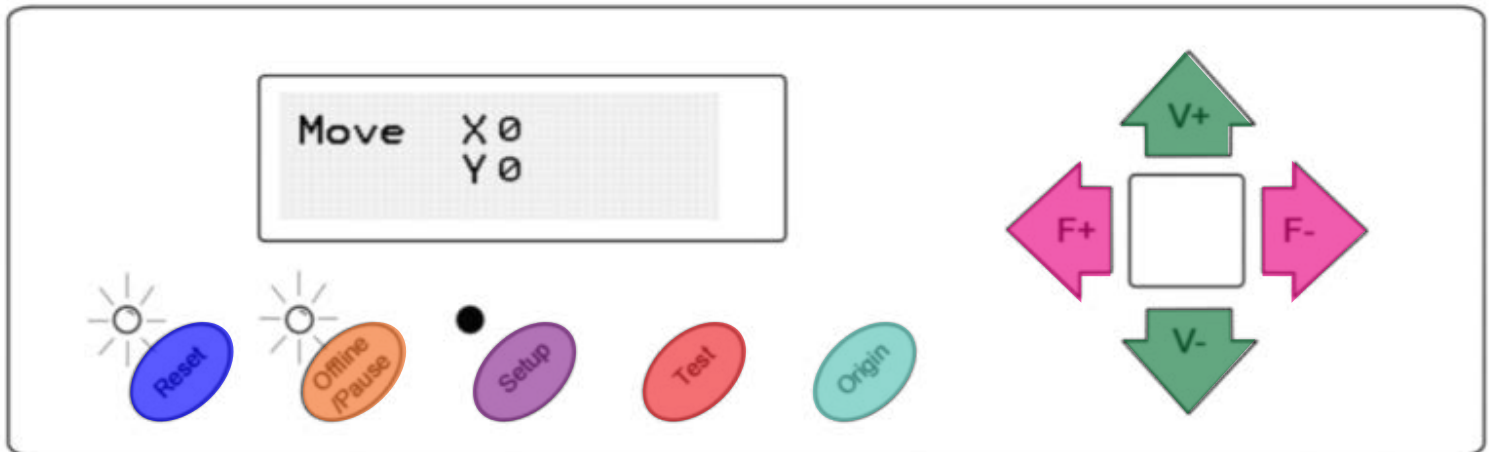 Move X0
Y0
V+
F+
F-
V-
Reset
Offline
/Pause
Setup
Test
Origin